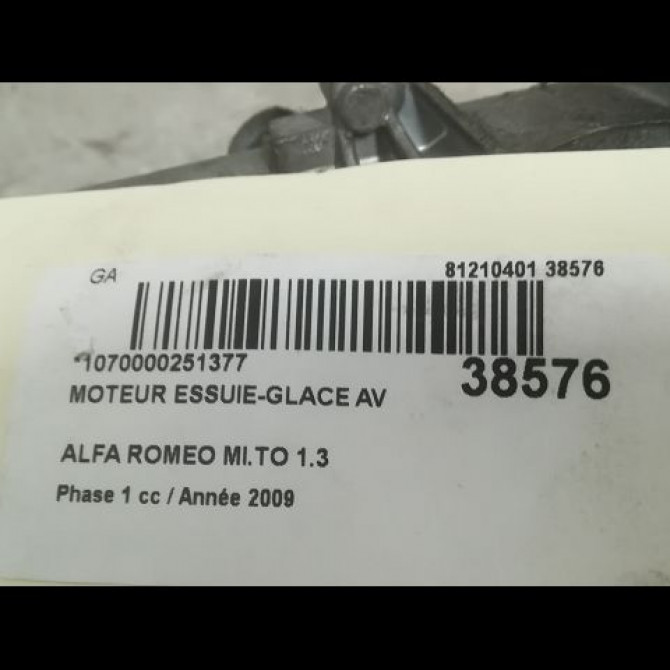 GA
81210401 38576
*1070000251377
38576
MOTEUR ESSUIE-GLACE AV
ALFA ROMEO MI.TO 1.3
Phase 1 cc / Année 2009